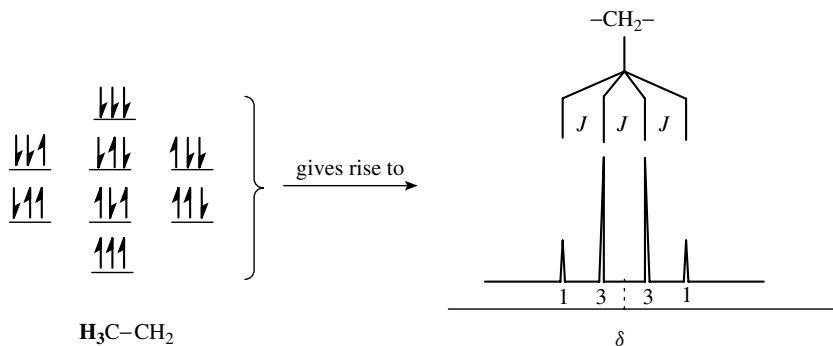 –CH₂–
J J J
gives rise to
1 3 3 1
H₃C–CH₂
δ